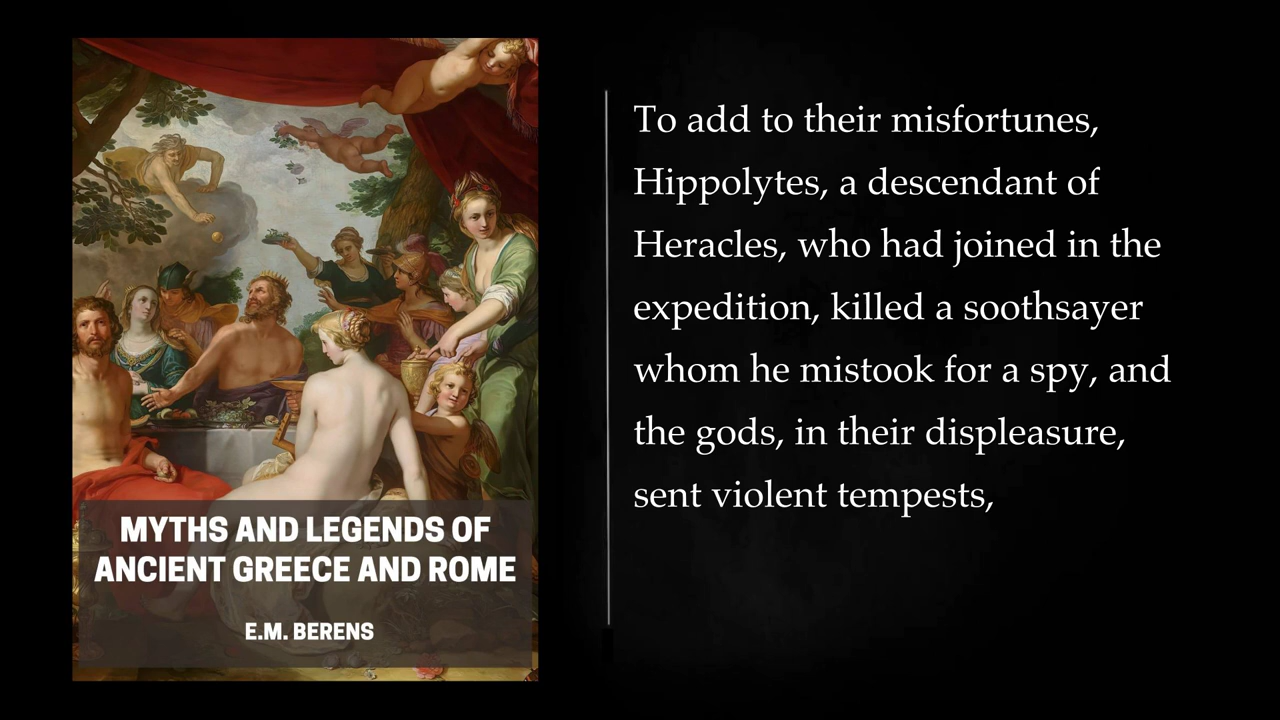 MYTHS AND LEGENDS OF
ANCIENT GREECE AND ROME
E.M. BERENS
To add to their misfortunes,
Hippolytes, a descendant of
Heracles, who had joined in the
expedition, killed a soothsayer
whom he mistook for a spy, and
the gods, in their displeasure,
sent violent tempests,